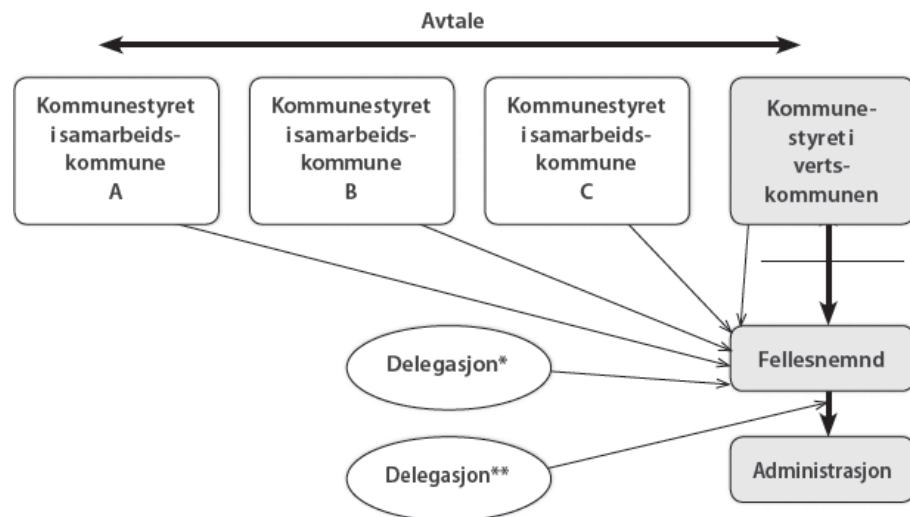 Avtale
Kommunestyret
i samarbeids-
kommune
A
Kommunestyret
i samarbeids-
kommune
B
Kommunestyret
i samarbeids-
kommune
C
Kommune-
styret i
verts-
kommunen
Delegasjon*
Fellesnemnd
Delegasjon**
Administrasjon